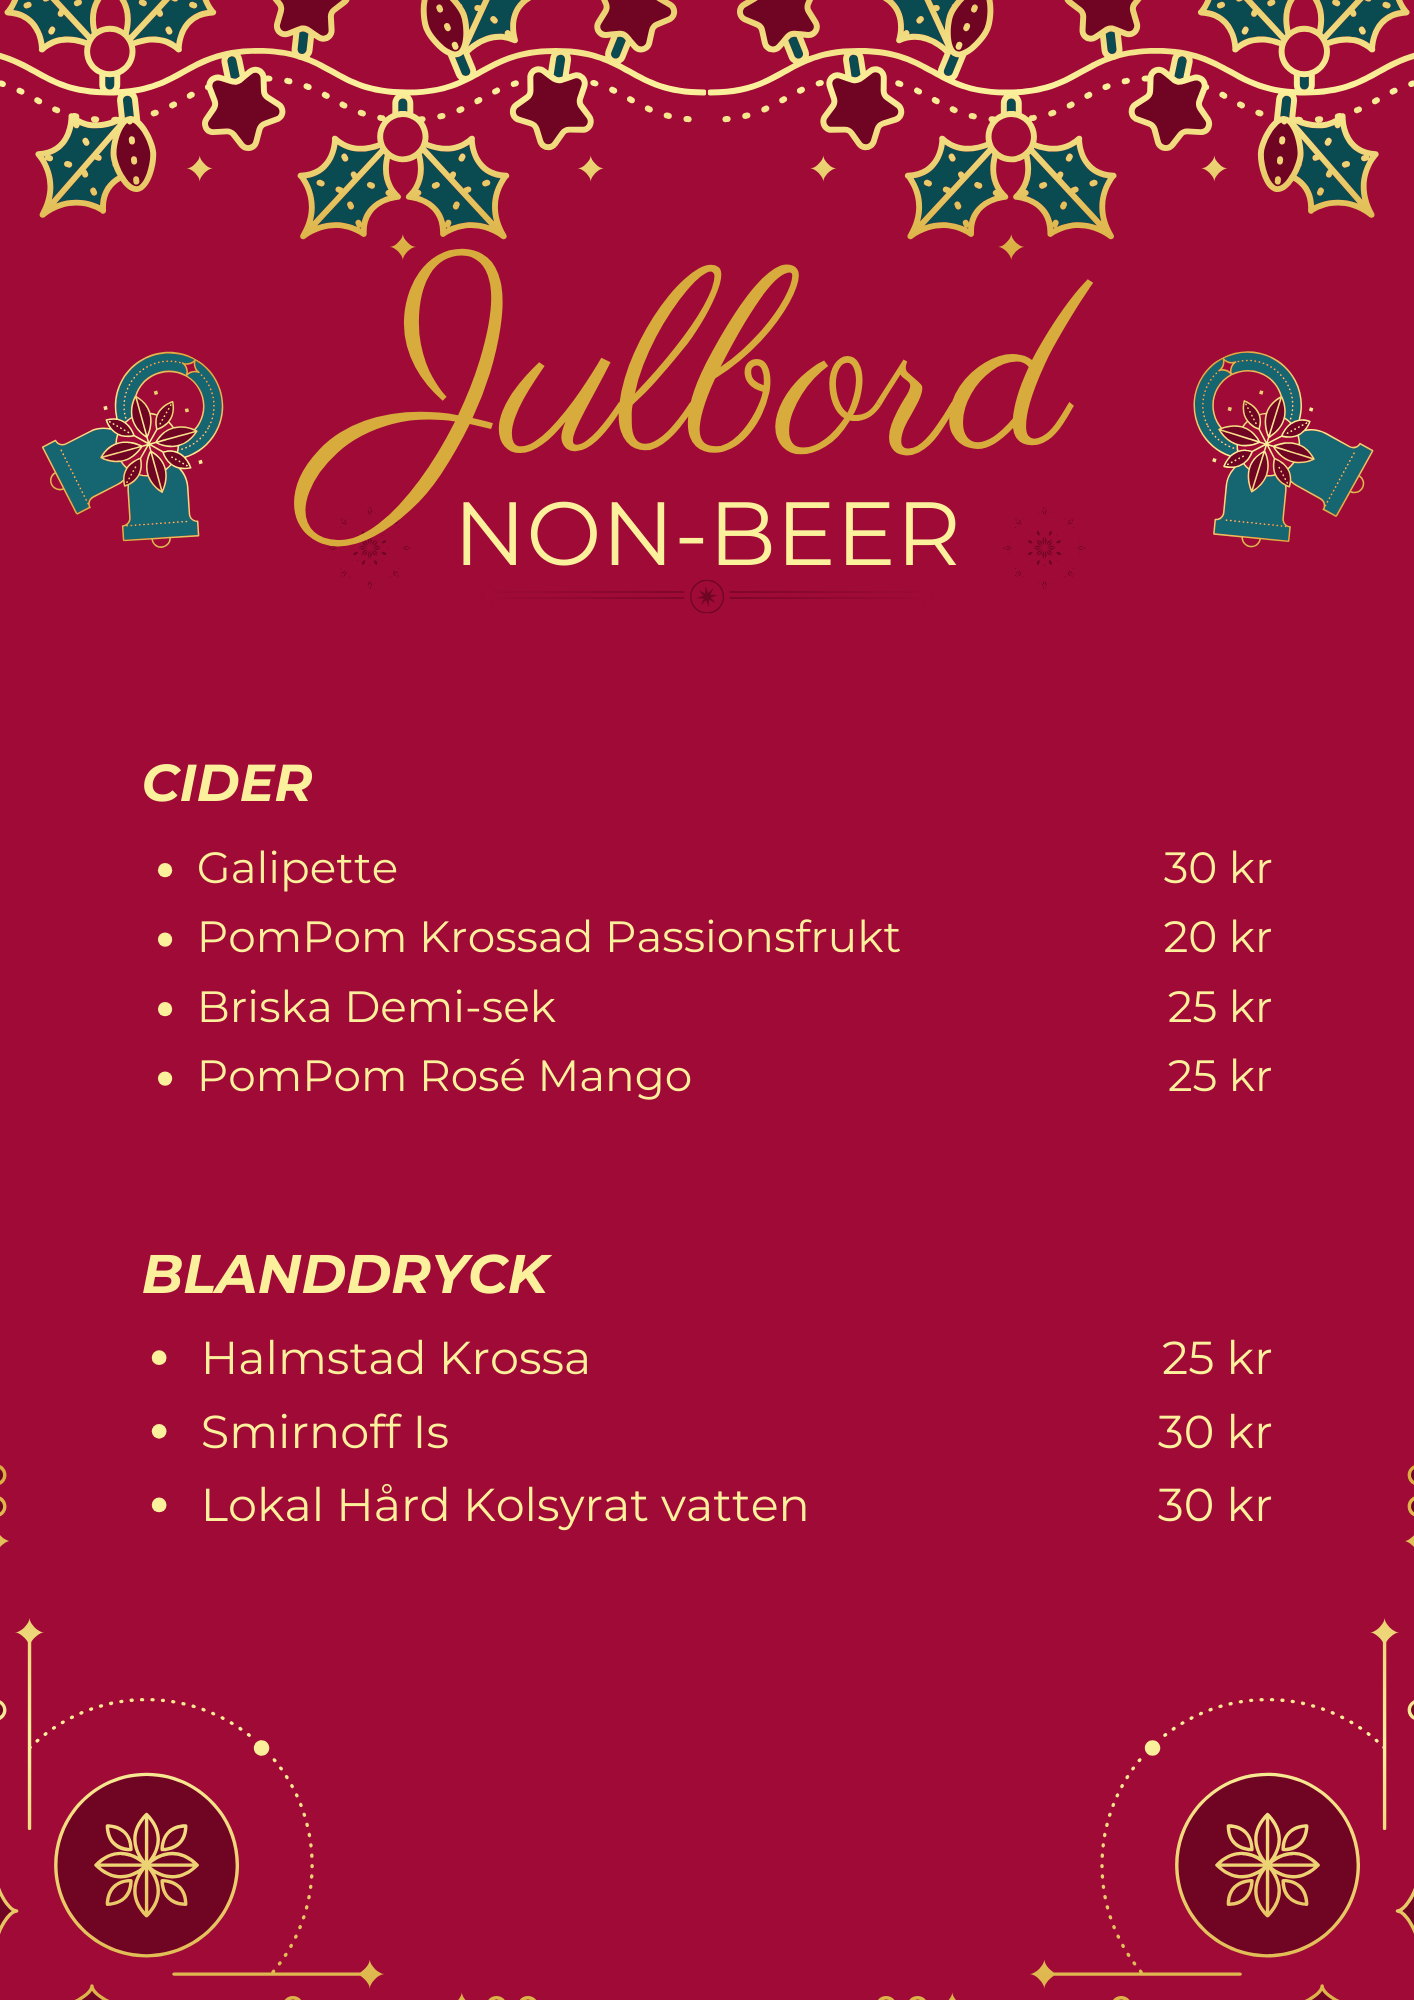 Julbord
NON-BEER
CIDER
• Galipette 30 kr
• PomPom Krossad Passionsfrukt 20 kr
• Briska Demi-sek 25 kr
• PomPom Rosé Mango 25 kr
BLANDDRYCK
• Halmstad Krossa 25 kr
• Smirnoff Is 30 kr
• Lokal Hård Kolsyrat vatten 30 kr